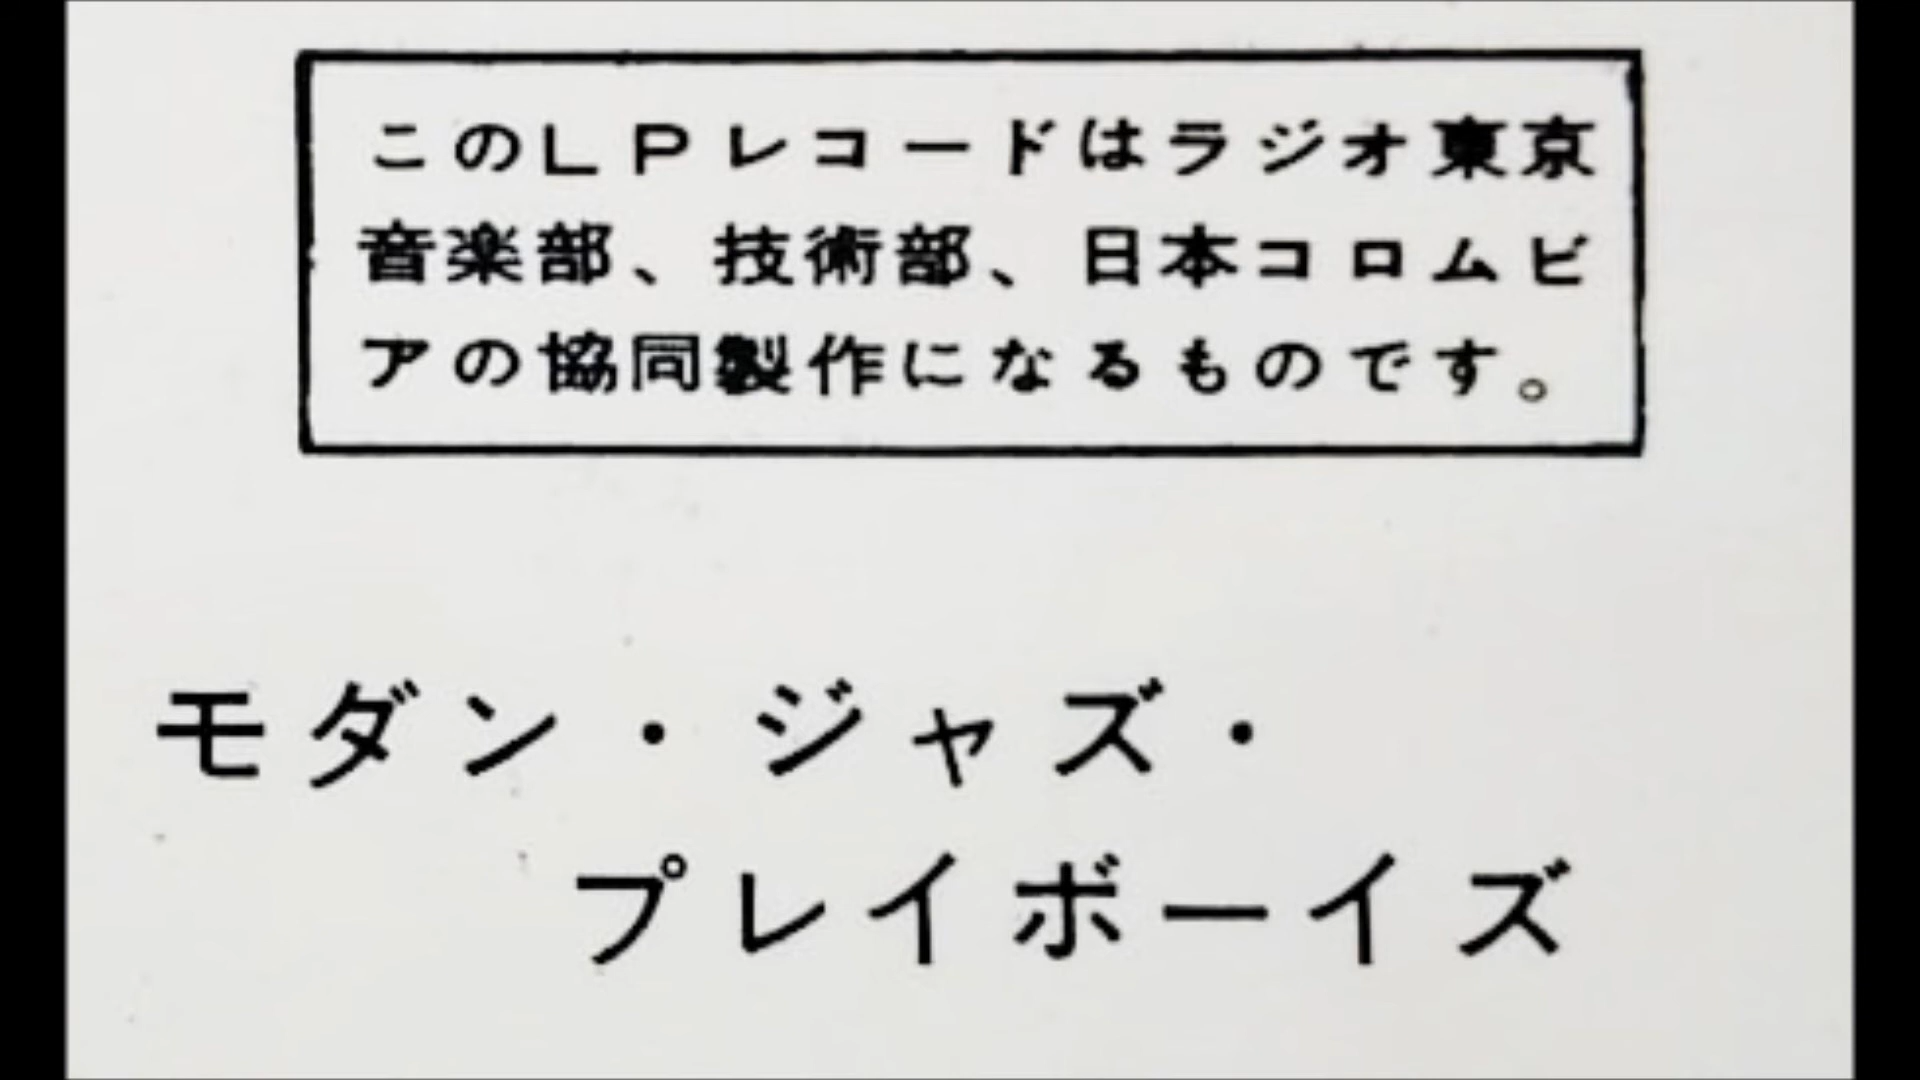 このLPレコードはラジオ東京
音楽部、技術部、日本コロムビ
アの協同製作になるものです。
モダン・ジャズ・
プレイボーイズ